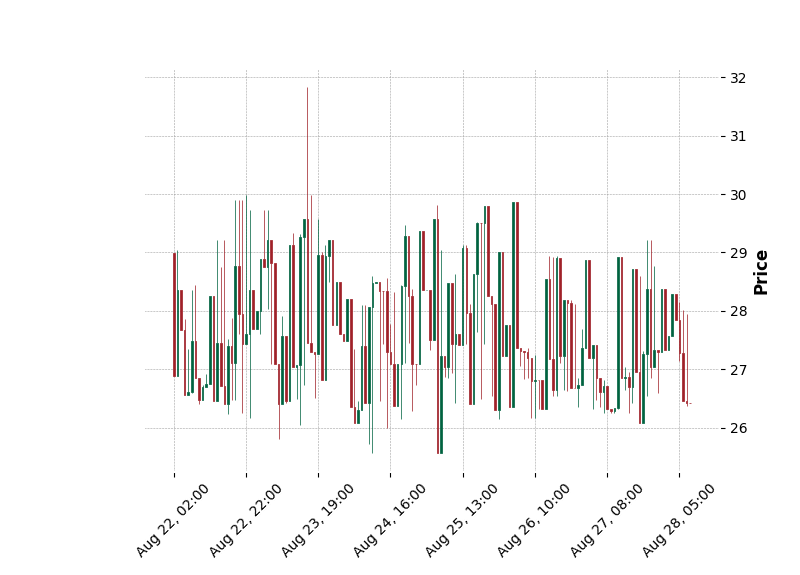 32
31
30
29
28
27
26
Price
Aug 22, 02:00
Aug 22, 22:00
Aug 23, 19:00
Aug 24, 16:00
Aug 25, 13:00
Aug 26, 10:00
Aug 27, 08:00
Aug 28, 05:00